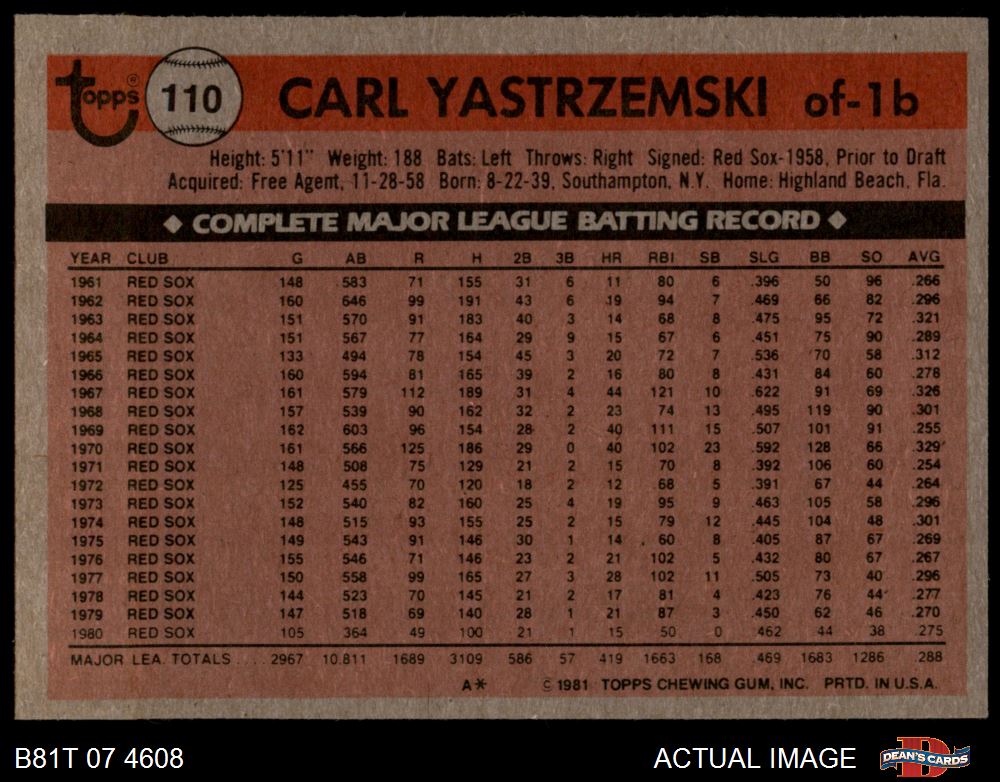 Topps® 110 CARL YASTRZEMSKI of-1b
Height: 5'11" Weight: 188 Bats: Left Throws: Right Signed: Red Sox-1958, Prior to Draft
Acquired: Free Agent, 11-28-58 Born: 8-22-39, Southampton, N.Y. Home: Highland Beach, Fla.
◆ COMPLETE MAJOR LEAGUE BATTING RECORD ◆
YEAR CLUB G AB R H 2B 3B HR RBI SB SLG BB SO AVG
1961 RED SOX 148 583 71 155 31 6 11 80 6 .396 50 96 .266
1962 RED SOX 160 646 99 191 43 6 19 94 7 .469 66 82 .296
1963 RED SOX 151 570 91 183 40 3 14 68 8 .475 95 72 .321
1964 RED SOX 151 567 77 164 29 9 15 67 6 .451 75 90 .289
1965 RED SOX 133 494 78 154 45 3 20 72 7 .536 70 58 .312
1966 RED SOX 160 594 81 165 39 2 16 80 8 .431 84 60 .278
1967 RED SOX 161 579 112 189 31 4 44 121 10 .622 91 69 .326
1968 RED SOX 157 539 90 162 32 2 23 74 13 .495 119 90 .301
1969 RED SOX 162 603 96 154 28 2 40 111 15 .507 101 91 .255
1970 RED SOX 161 566 125 186 29 0 40 102 23 .592 128 66 .329
1971 RED SOX 148 508 75 129 21 2 15 70 8 .392 106 60 .254
1972 RED SOX 125 455 70 120 18 2 12 68 5 .391 67 44 .264
1973 RED SOX 152 540 82 160 25 4 19 95 9 .463 105 58 .296
1974 RED SOX 148 515 93 155 25 2 15 79 12 .445 104 48 .301
1975 RED SOX 149 543 91 146 30 1 14 60 8 .405 87 67 .269
1976 RED SOX 155 546 71 146 23 2 21 102 5 .432 80 67 .267
1977 RED SOX 150 558 99 165 27 3 28 102 11 .505 73 40 .296
1978 RED SOX 144 523 70 145 21 2 17 81 4 .423 76 44 .277
1979 RED SOX 147 518 69 140 28 1 21 87 3 .450 62 46 .270
1980 RED SOX 105 364 49 100 21 1 15 50 0 .462 44 38 .275
MAJOR LEA. TOTALS .... 2967 10.811 1689 3109 586 57 419 1663 168 .469 1683 1286 .288
A* © 1981 TOPPS CHEWING GUM, INC. PRTD. IN U.S.A.
B81T 07 4608 ACTUAL IMAGE DEAN'S CARDS